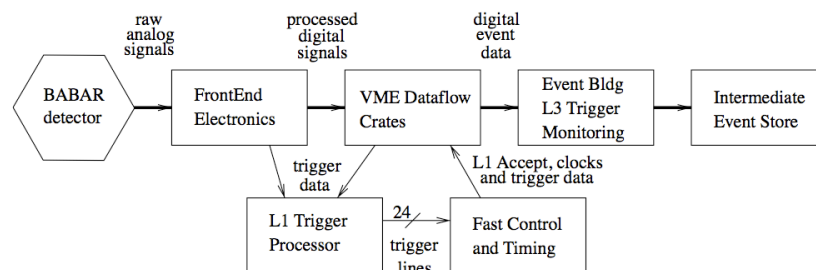 raw
analog
signals
processed
digital
signals
digital
event
data
BABAR
detector
FrontEnd
Electronics
VME Dataflow
Crates
Event Bldg
L3 Trigger
Monitoring
Intermediate
Event Store
trigger
data
L1 Accept, clocks
and trigger data
L1 Trigger
Processor
24
trigger
lines
Fast Control
and Timing